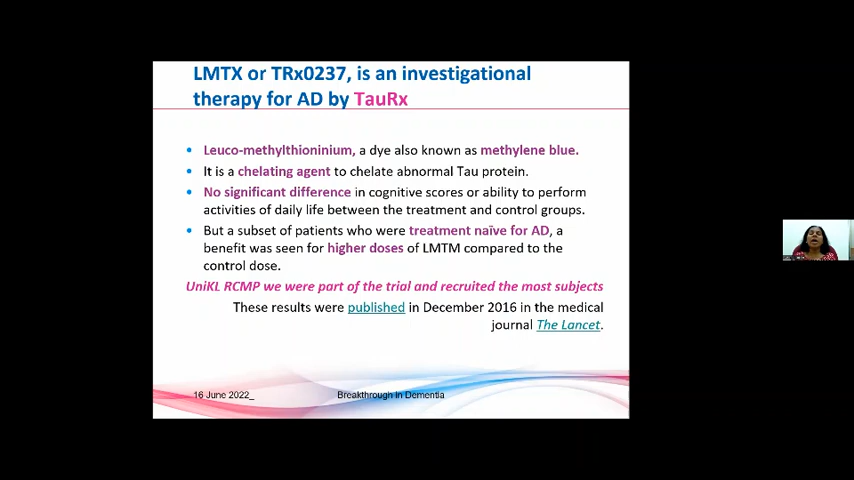 LMTX or TRx0237, is an investigational
therapy for AD by TauRx
• Leuco-methylthioninium, a dye also known as methylene blue.
• It is a chelating agent to chelate abnormal Tau protein.
• No significant difference in cognitive scores or ability to perform
activities of daily life between the treatment and control groups.
• But a subset of patients who were treatment naïve for AD, a
benefit was seen for higher doses of LMTM compared to the
control dose.
UniKL RCMP we were part of the trial and recruited the most subjects
These results were published in December 2016 in the medical
journal The Lancet.
16 June 2022_
Breakthrough In Dementia